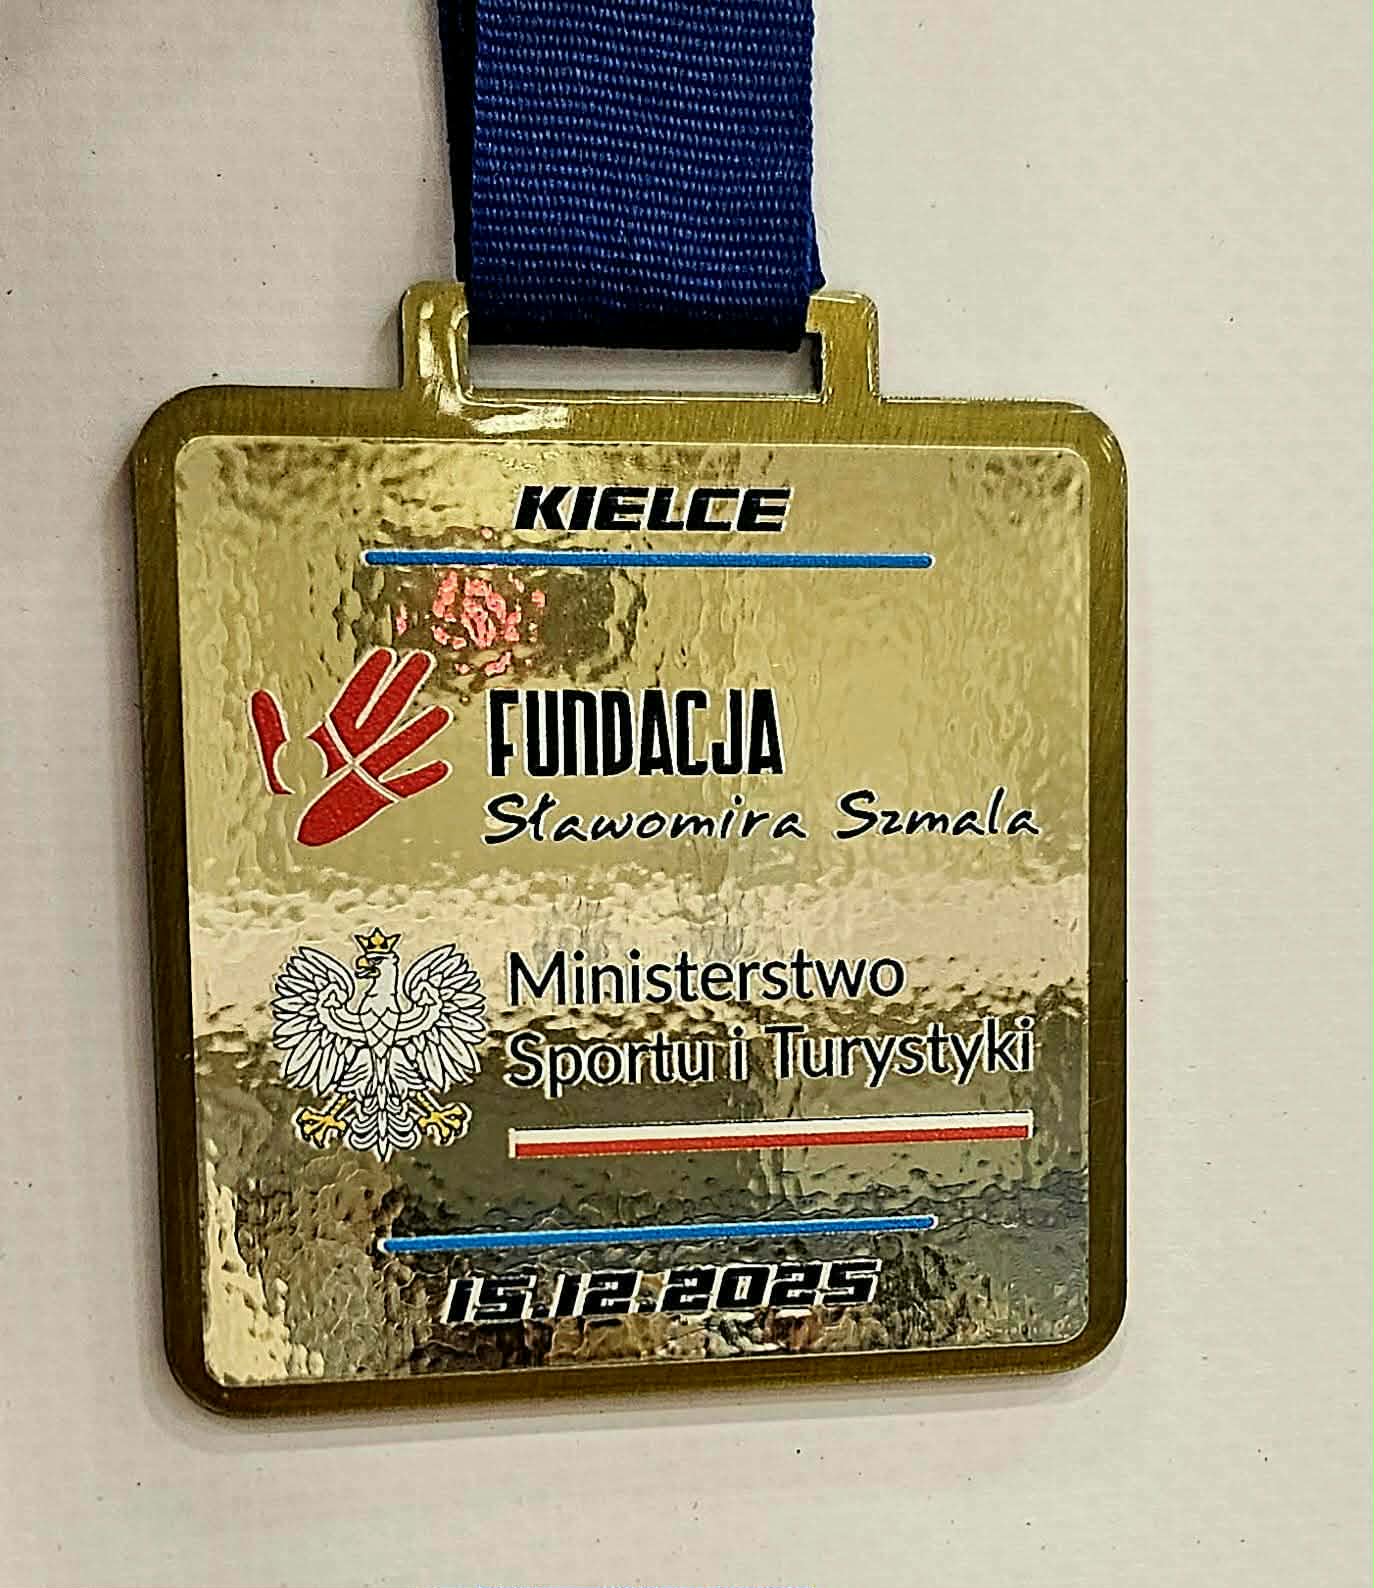 KIELCE
FUNDACJA
Sławomira Szmala
Ministerstwo
Sportu i Turystyki
15.12.2025